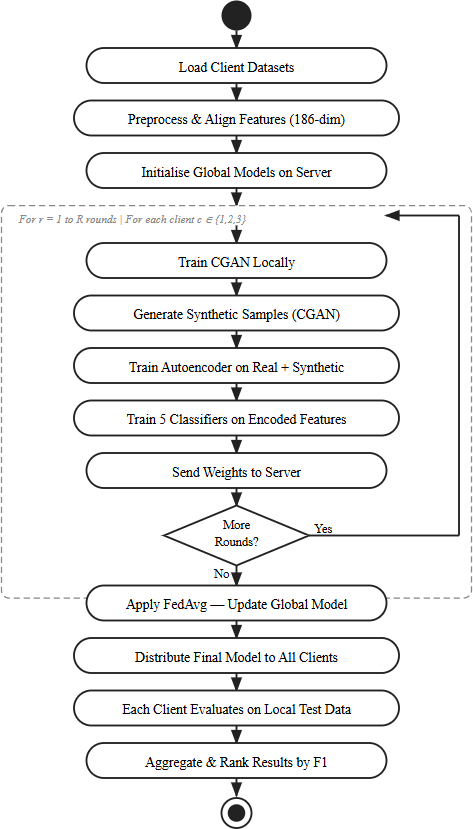 Load Client Datasets
Preprocess & Align Features (186-dim)
Initialise Global Models on Server
For r = 1 to R rounds | For each client c ∈ {1,2,3}
Train CGAN Locally
Generate Synthetic Samples (CGAN)
Train Autoencoder on Real + Synthetic
Train 5 Classifiers on Encoded Features
Send Weights to Server
More
Rounds?
Yes
No
Apply FedAvg — Update Global Model
Distribute Final Model to All Clients
Each Client Evaluates on Local Test Data
Aggregate & Rank Results by F1